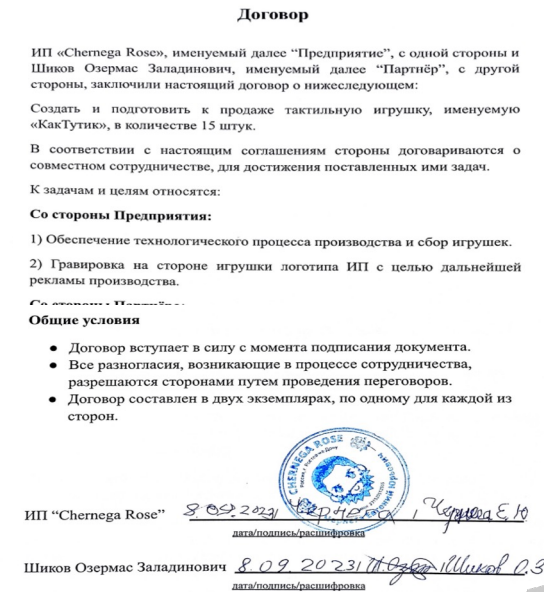 Договор
ИП «Chernega Rose», именуемый далее “Предприятие”, с одной стороны и
Шиков Озермас Заладинович, именуемый далее “Партнёр”, с другой
стороны, заключили настоящий договор о нижеследующем:
Создать и подготовить к продаже тактильную игрушку, именуемую
«КакТутик», в количестве 15 штук.
В соответствии с настоящим соглашениям стороны договариваются о
совместном сотрудничестве, для достижения поставленных ими задач.
К задачам и целям относятся:
Со стороны Предприятия:
1) Обеспечение технологического процесса производства и сбор игрушек.
2) Гравировка на стороне игрушки логотипа ИП с целью дальнейшей
рекламы производства.
Со стороны Партнёра:
Общие условия
● Договор вступает в силу с момента подписания документа.
● Все разногласия, возникающие в процессе сотрудничества,
разрешаются сторонами путем проведения переговоров.
● Договор составлен в двух экземплярах, по одному для каждой из
сторон.
CHERNEGA ROSE
ИП “Chernega Rose” 8.09.2023 Чернега Е.Ю
дата/подпись/расшифровка
Шиков Озермас Заладинович 8.09.2023 Шиков О.З
дата/подпись/расшифровка